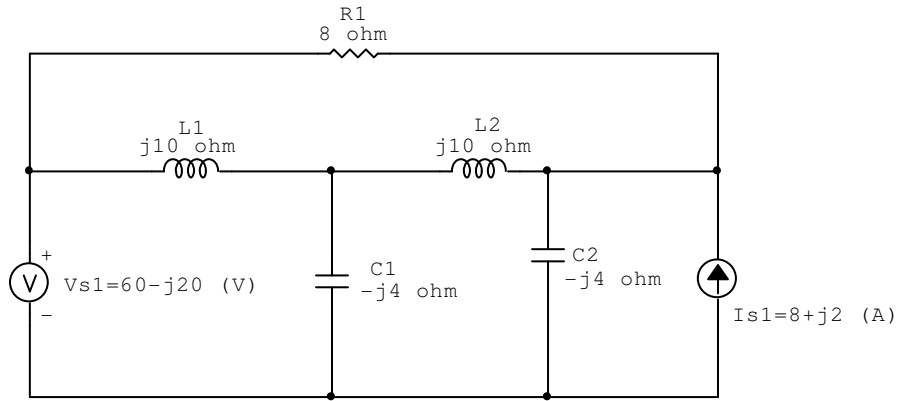 R1
8 ohm
L1
j10 ohm
L2
j10 ohm
+
V
Vs1=60-j20 (V)
-
C1
-j4 ohm
C2
-j4 ohm
Is1=8+j2 (A)